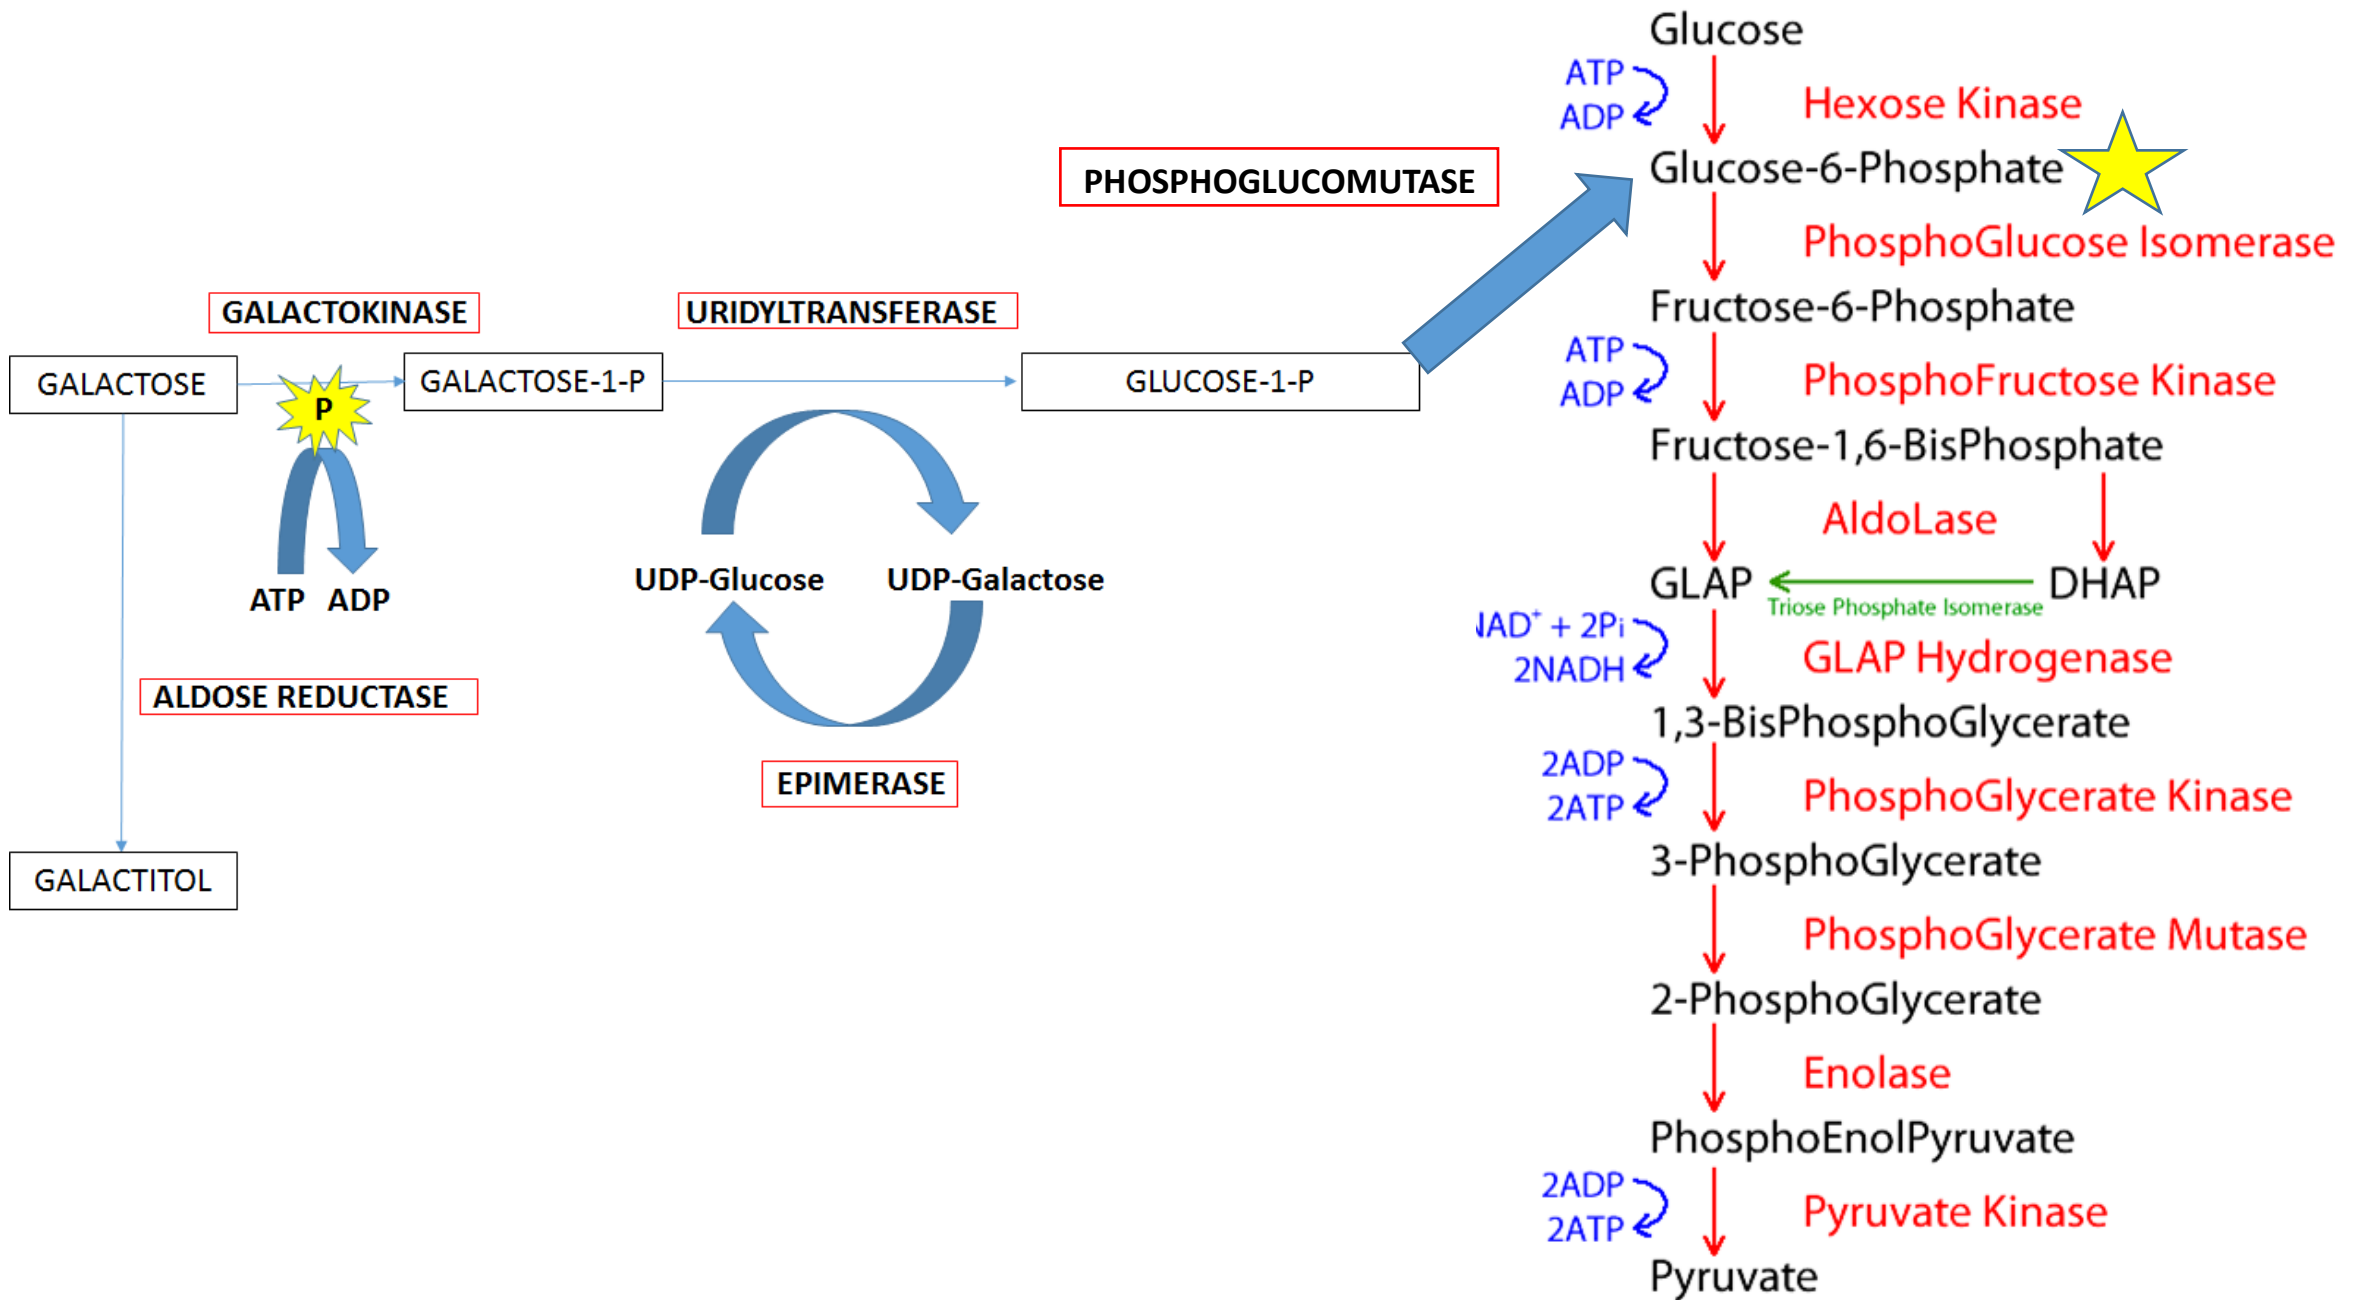 GALACTOKINASE
GALACTOSE
P
GALACTOSE-1-P
ATP ADP
ALDOSE REDUCTASE
GALACTITOL
URIDYLTRANSFERASE
GLUCOSE-1-P
UDP-Glucose UDP-Galactose
EPIMERASE
PHOSPHOGLUCOMUTASE
Glucose
ATP
ADP
Hexose Kinase
Glucose-6-Phosphate
PhosphoGlucose Isomerase
Fructose-6-Phosphate
ATP
ADP
PhosphoFructose Kinase
Fructose-1,6-BisPhosphate
AldoLase
GLAP
DHAP
Triose Phosphate Isomerase
NAD⁺ + 2Pi
2NADH
GLAP Hydrogenase
1,3-BisPhosphoGlycerate
2ADP
2ATP
PhosphoGlycerate Kinase
3-PhosphoGlycerate
PhosphoGlycerate Mutase
2-PhosphoGlycerate
Enolase
PhosphoEnolPyruvate
2ADP
2ATP
Pyruvate Kinase
Pyruvate